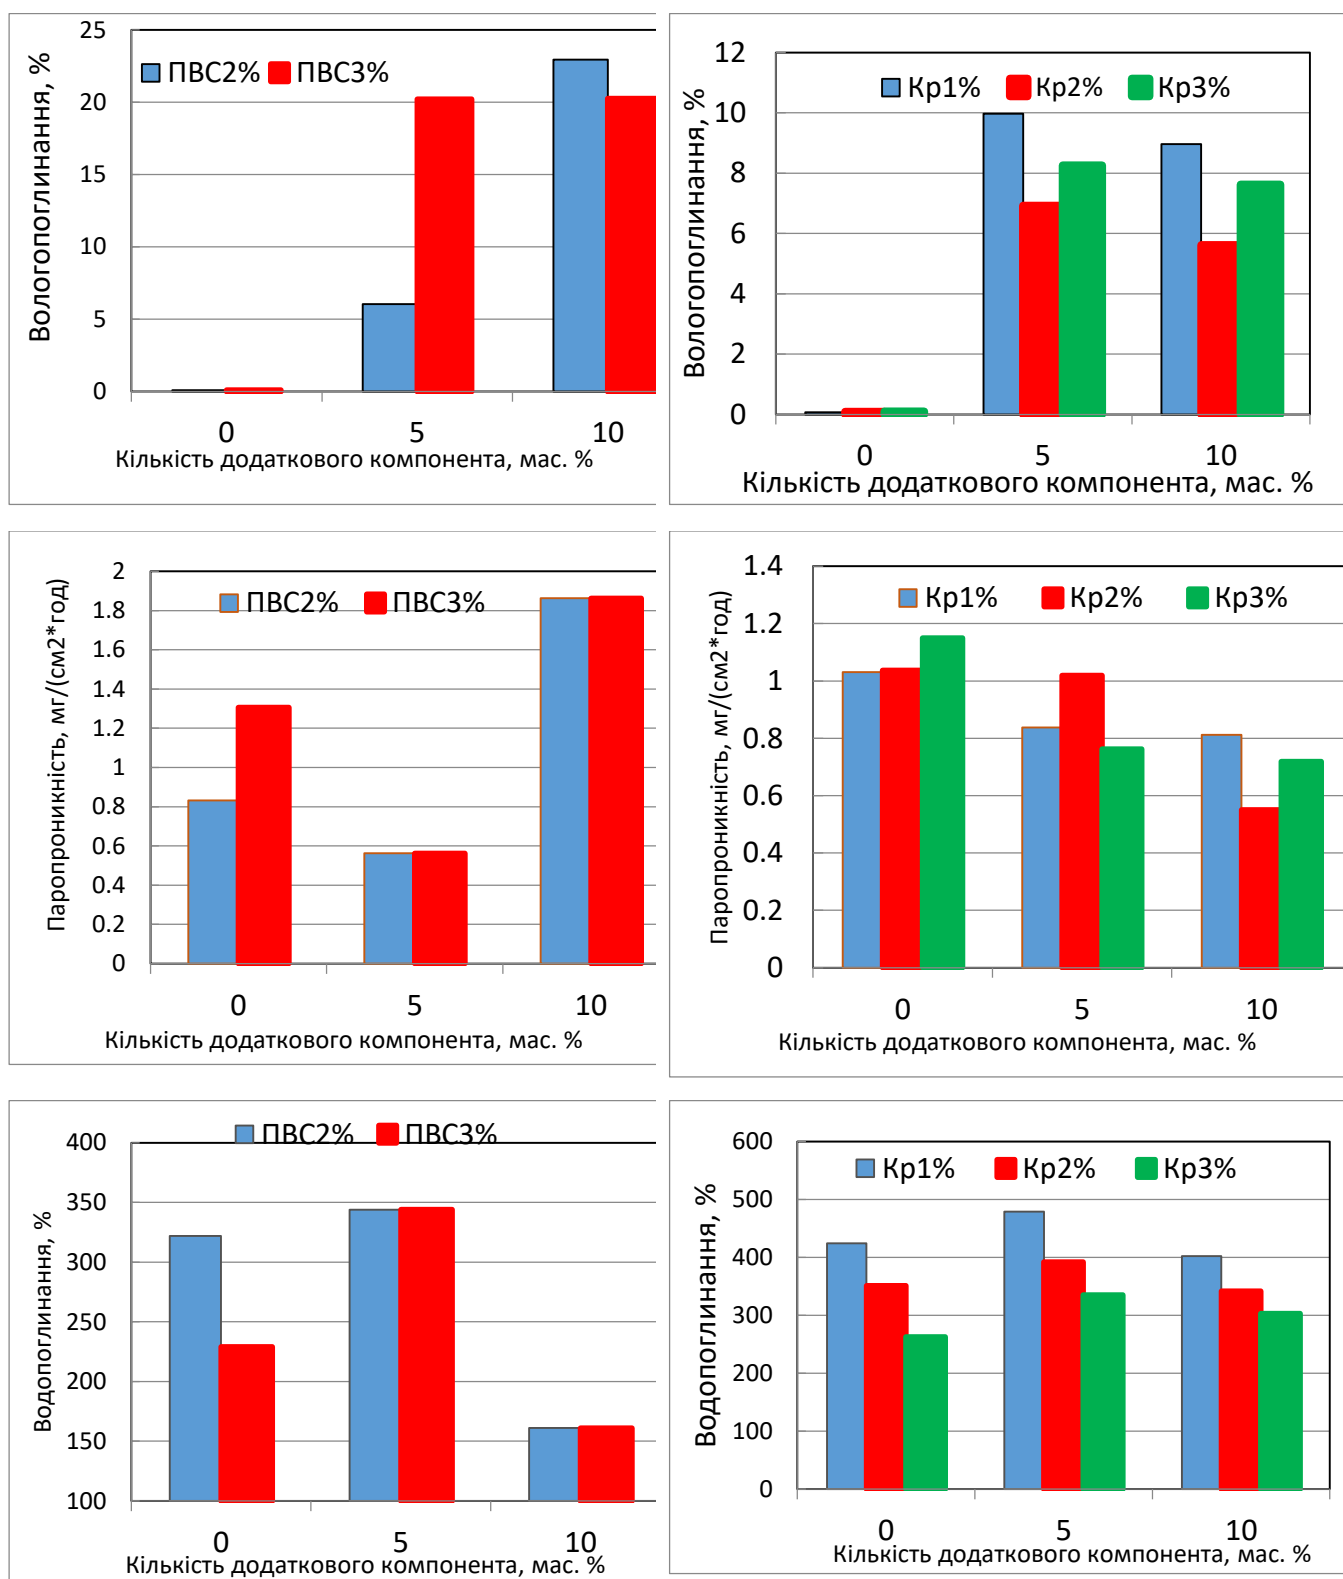 Вологопоглинання, %
ПВС2% ПВС3%
25
20
15
10
5
0
0 5 10
Кількість додаткового компонента, мас. %
Вологопоглинання, %
Кр1% Кр2% Кр3%
12
10
8
6
4
2
0
0 5 10
Кількість додаткового компонента, мас. %
Паропроникність, мг/(см2*год)
ПВС2% ПВС3%
2
1.8
1.6
1.4
1.2
1
0.8
0.6
0.4
0.2
0
0 5 10
Кількість додаткового компонента, мас. %
Паропроникність, мг/(см2*год)
Кр1% Кр2% Кр3%
1.4
1.2
1
0.8
0.6
0.4
0.2
0
0 5 10
Кількість додаткового компонента, мас. %
Водопоглинання, %
ПВС2% ПВС3%
400
350
300
250
200
150
100
0 5 10
Кількість додаткового компонента, мас. %
Водопоглинання, %
Кр1% Кр2% Кр3%
600
500
400
300
200
100
0
0 5 10
Кількість додаткового компонента, мас. %